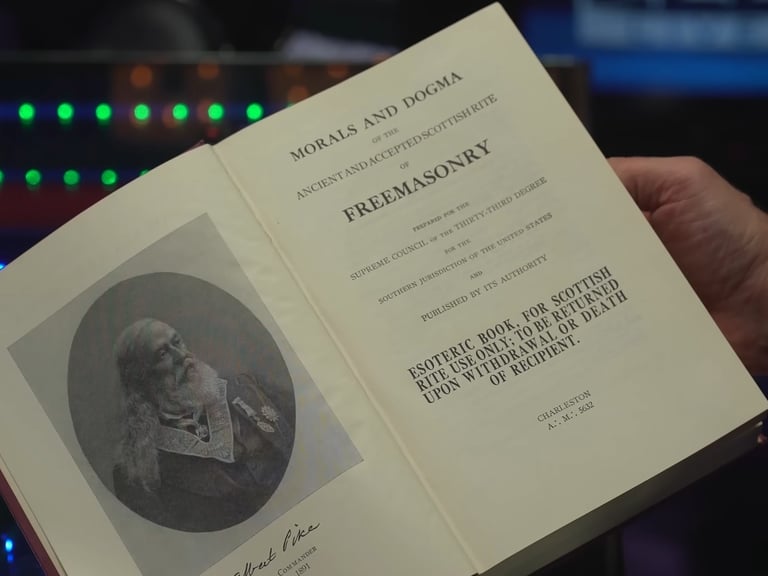 MORALS AND DOGMA
OF THE
ANCIENT AND ACCEPTED SCOTTISH RITE
OF
FREEMASONRY
PREPARED FOR THE
SUPREME COUNCIL OF THE THIRTY-THIRD DEGREE
FOR THE
SOUTHERN JURISDICTION OF THE UNITED STATES
AND
PUBLISHED BY ITS AUTHORITY
ESOTERIC BOOK, FOR SCOTTISH
RITE USE ONLY; TO BE RETURNED
UPON WITHDRAWAL OR DEATH
OF RECIPIENT.
CHARLESTON
A∴ M∴ 5632
Albert Pike
COMMANDER
1891